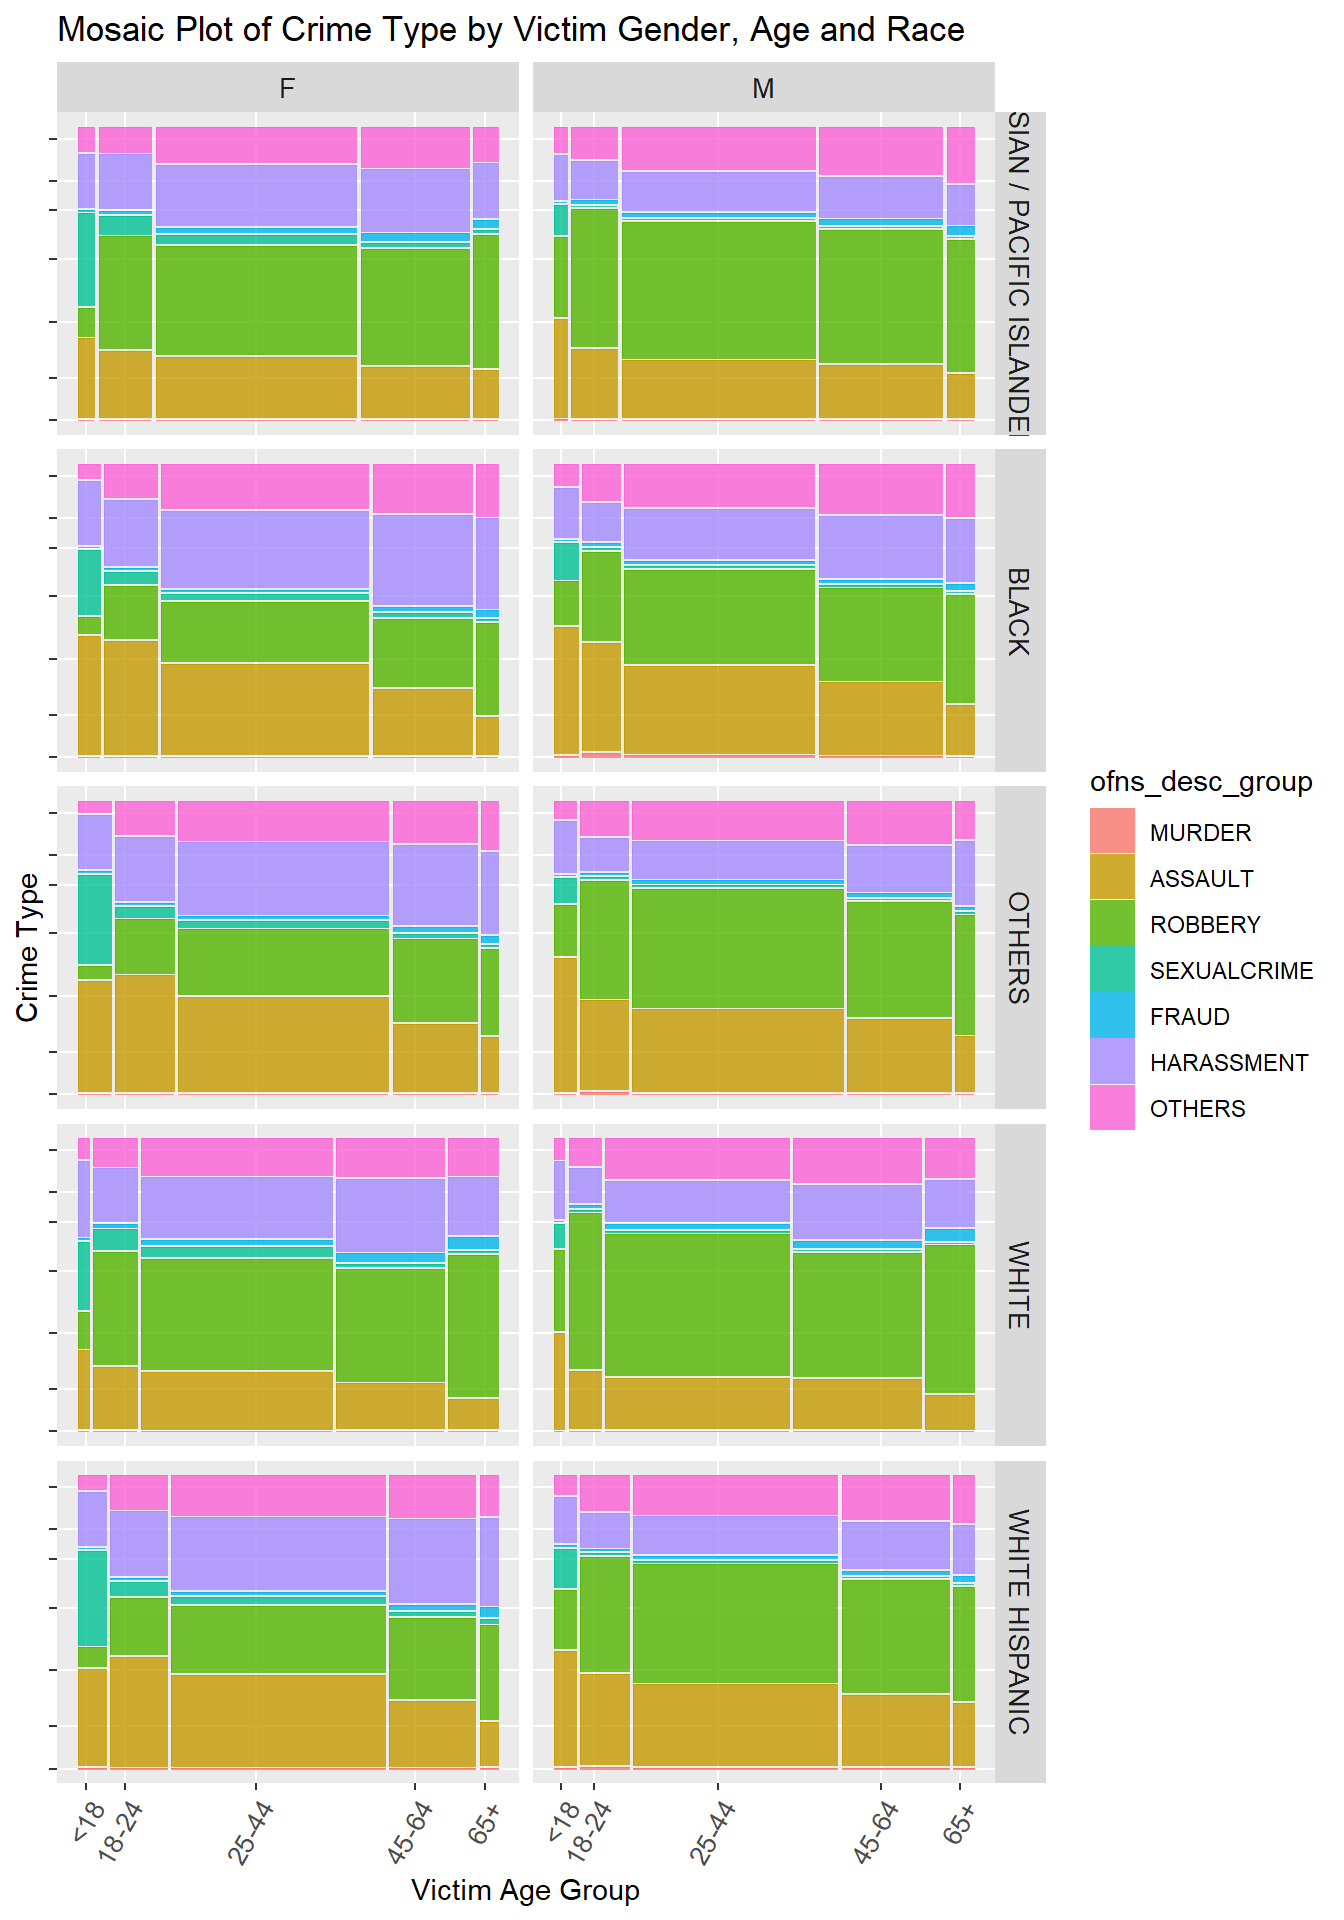 Mosaic Plot of Crime Type by Victim Gender, Age and Race
F
M
SIAN / PACIFIC ISLANDE
BLACK
OTHERS
WHITE
WHITE HISPANIC
Crime Type
<18
18-24
25-44
45-64
65+
<18
18-24
25-44
45-64
65+
Victim Age Group
ofns_desc_group
MURDER
ASSAULT
ROBBERY
SEXUALCRIME
FRAUD
HARASSMENT
OTHERS